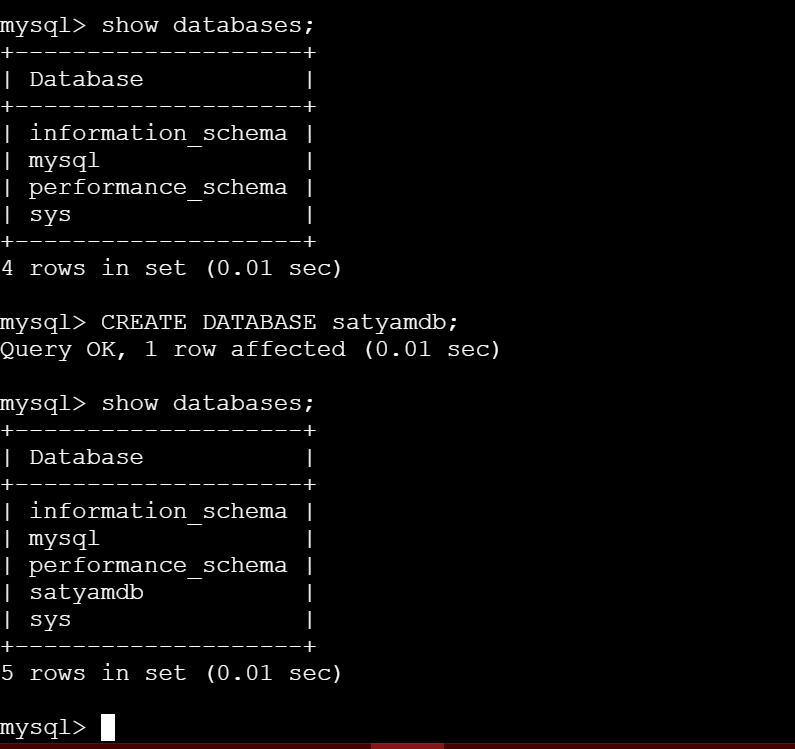 mysql> show databases;
+--------------------+
| Database           |
+--------------------+
| information_schema |
| mysql              |
| performance_schema |
| sys                |
+--------------------+
4 rows in set (0.01 sec)

mysql> CREATE DATABASE satyamdb;
Query OK, 1 row affected (0.01 sec)

mysql> show databases;
+--------------------+
| Database           |
+--------------------+
| information_schema |
| mysql              |
| performance_schema |
| satyamdb           |
| sys                |
+--------------------+
5 rows in set (0.01 sec)

mysql>